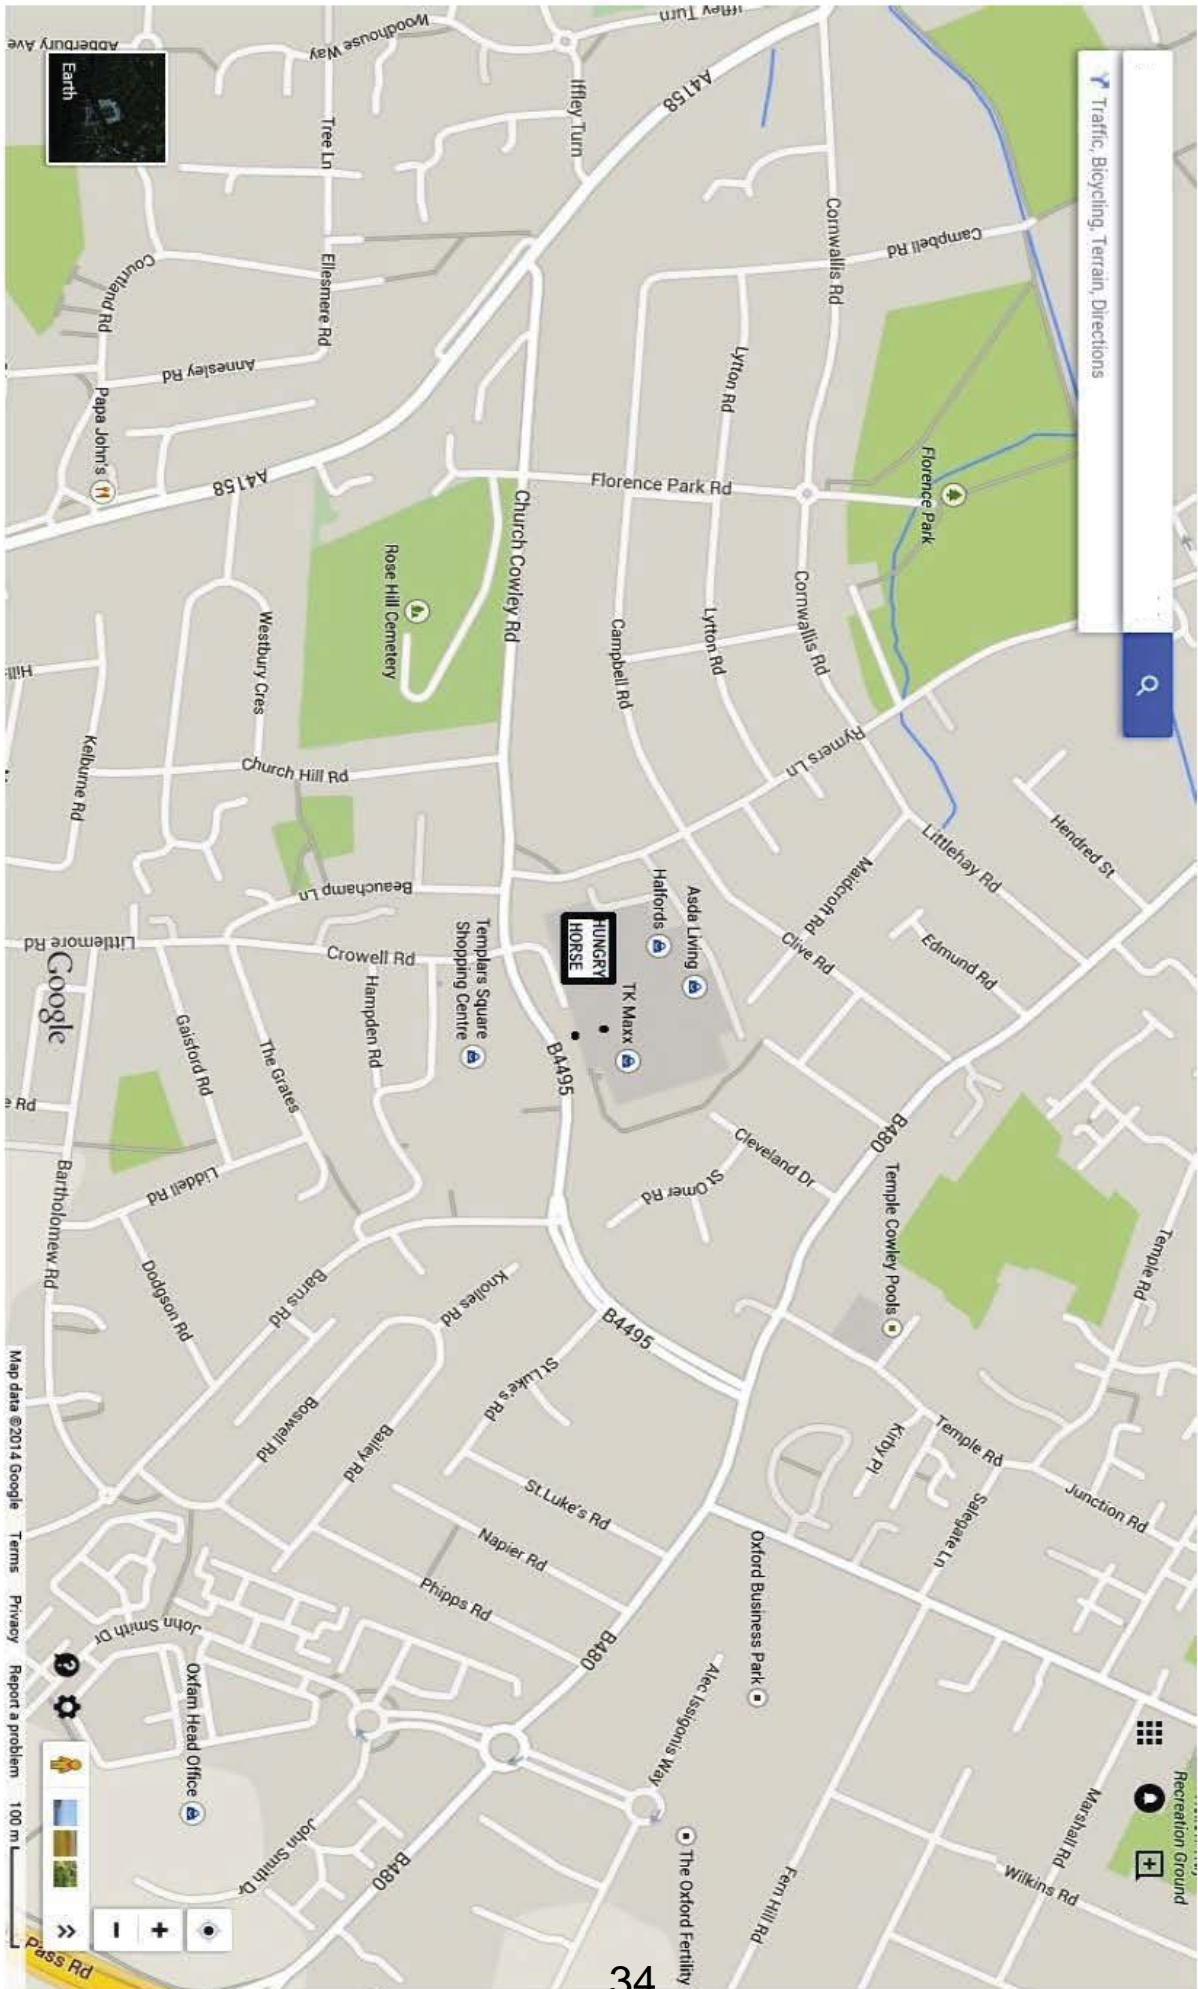 Traffic, Bicycling, Terrain, Directions
Earth
Woodhouse Way
Iffley Turn
Iffley Turn
A4158
Tree Ln
Ellesmere Rd
Courtland Rd
Annesley Rd
Papa John's
A4158
Cornwallis Rd
Campbell Rd
Lytton Rd
Florence Park Rd
Florence Park
Church Cowley Rd
Rose Hill Cemetery
Westbury Cres
Church Hill Rd
Kelburne Rd
Campbell Rd
Lytton Rd
Cornwallis Rd
Rymers Ln
Littlehay Rd
Hendred St
Maidcroft Rd
Clive Rd
Edmund Rd
Beauchamp Ln
Littlemore Rd
Crowell Rd
Hampden Rd
Templars Square
Shopping Centre
HUNGRY
HORSE
Halfords
Asda Living
TK Maxx
B4495
Google
Gaisford Rd
The Grates
Liddell Rd
Bartholomew Rd
Dodgson Rd
Barns Rd
Knolles Rd
Boswell Rd
Bailey Rd
St Luke's Rd
B4495
St Omer Rd
Cleveland Dr
B480
Temple Cowley Pools
Temple Rd
Temple Rd
Kirby Pl
Junction Rd
Salegate Ln
Oxford Business Park
St.Luke's Rd
Napier Rd
Phipps Rd
B480
John Smith Dr
Oxfam Head Office
John Smith Dr
B480
Alec Issigonis Way
The Oxford Fertility
Fern Hill Rd
Wilkins Rd
Marshall Rd
Recreation Ground
Pass Rd
Map data ©2014 Google Terms Privacy Report a problem 100 m
34